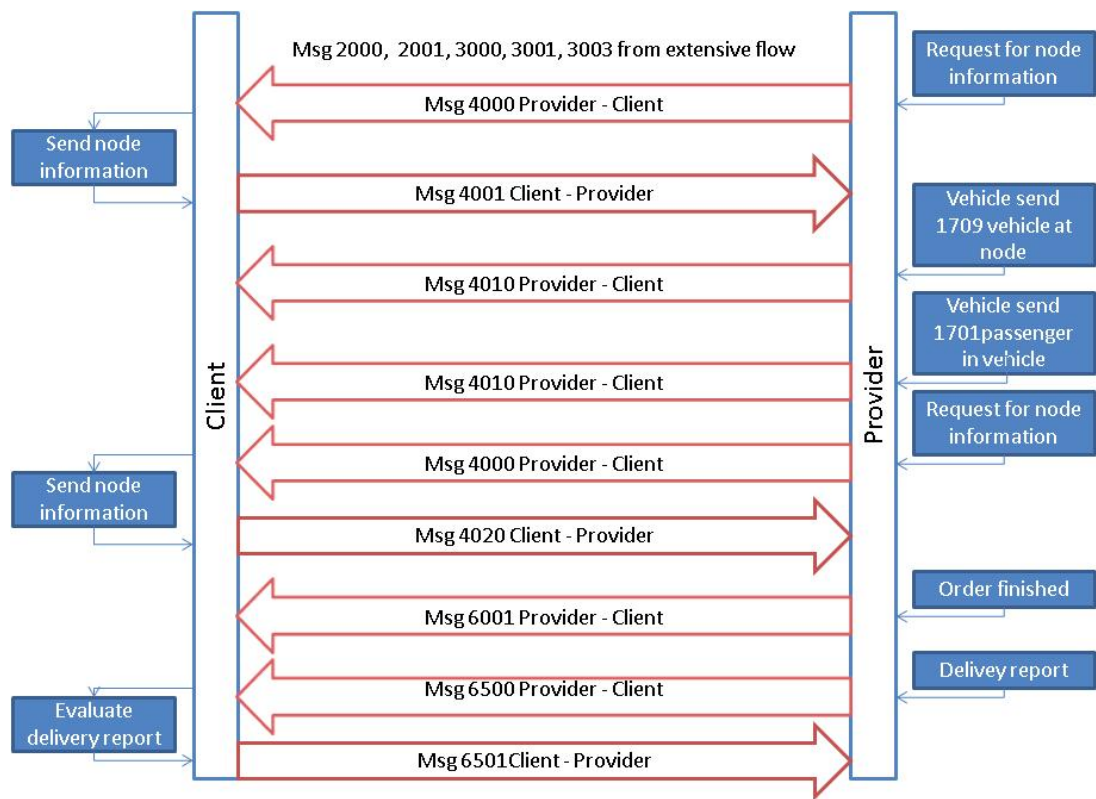 Msg 2000, 2001, 3000, 3001, 3003 from extensive flow
Request for node
information
Msg 4000 Provider - Client
Send node
information
Msg 4001 Client - Provider
Vehicle send
1709 vehicle at
node
Msg 4010 Provider - Client
Vehicle send
1701passenger
in vehicle
Client
Provider
Msg 4010 Provider - Client
Request for node
information
Msg 4000 Provider - Client
Send node
information
Msg 4020 Client - Provider
Order finished
Msg 6001 Provider - Client
Delivey report
Msg 6500 Provider - Client
Evaluate
delivery report
Msg 6501Client - Provider